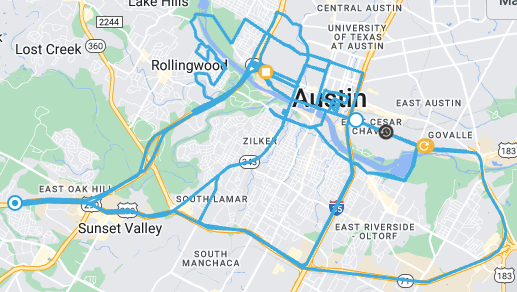 Lake Hills
CENTRAL AUSTIN
Ma
2244
UNIVERSITY
OF TEXAS
AT AUSTIN
Lost Creek
360
Rollingwood
Austin
EAST AUSTIN
EAST CESAR
CHAVEZ
GOVALLE
183
ZILKER
343
EAST OAK HILL
290
SOUTH LAMAR
Sunset Valley
35
EAST RIVERSIDE
- OLTORF
SOUTH
MANCHACA
183
71